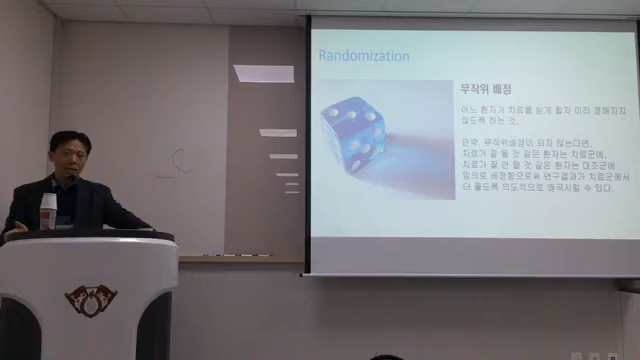 Randomization
무작위 배정
어느 환자가 치료를 받게 할지 미리 정해지지
않도록 하는 것.
만약, 무작위배정이 되지 않는다면,
치료가 잘 될 것 같은 환자는 치료군에,
치료가 잘 안 될 것 같은 환자는 대조군에
임의로 배정함으로써 연구결과가 치료군에서
더 좋도록 의도적으로 왜곡시킬 수 있다.